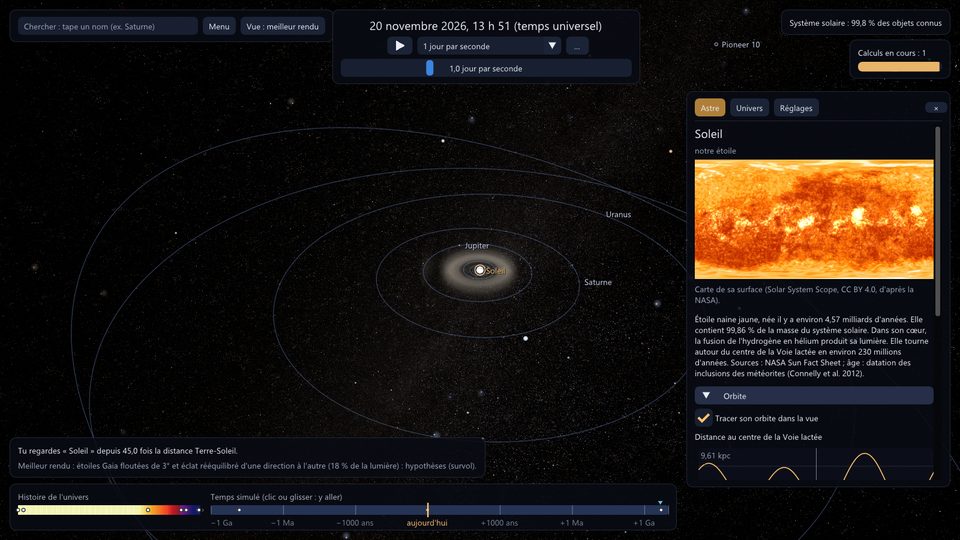 Chercher : tape un nom (ex. Saturne)
Menu
Vue : meilleur rendu
20 novembre 2026, 13 h 51 (temps universel)
1 jour par seconde
...
1,0 jour par seconde
Système solaire : 99,8 % des objets connus
Pioneer 10
Calculs en cours : 1
Astre
Univers
Réglages
×
Soleil
notre étoile
Carte de sa surface (Solar System Scope, CC BY 4.0, d'après la
NASA).
Étoile naine jaune, née il y a environ 4,57 milliards d'années. Elle
contient 99,86 % de la masse du système solaire. Dans son cœur,
la fusion de l'hydrogène en hélium produit sa lumière. Elle tourne
autour du centre de la Voie lactée en environ 230 millions
d'années. Sources : NASA Sun Fact Sheet ; âge : datation des
inclusions des météorites (Connelly et al. 2012).
Orbite
Tracer son orbite dans la vue
Distance au centre de la Voie lactée
9,61 kpc
Uranus
Jupiter
Soleil
Saturne
Tu regardes « Soleil » depuis 45,0 fois la distance Terre-Soleil.
Meilleur rendu : étoiles Gaia floutées de 3° et éclat rééquilibré d'une direction à l'autre (18 % de la lumière) : hypothèses (survol).
Histoire de l'univers
Temps simulé (clic ou glisser : y aller)
−1 Ga
−1 Ma
−1000 ans
aujourd'hui
+1000 ans
+1 Ma
+1 Ga